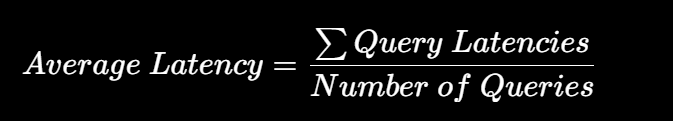 Average Latency = ∑ Query Latencies / Number of Queries